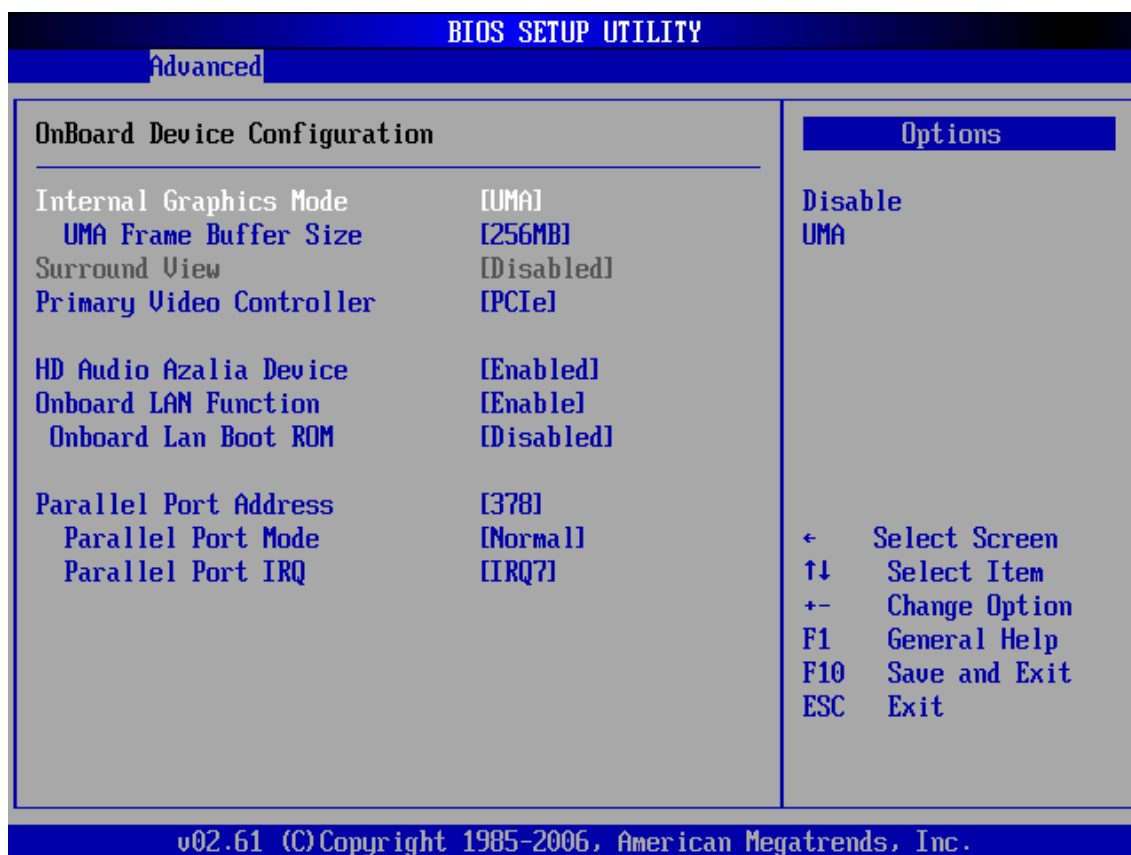 BIOS SETUP UTILITY
Advanced
OnBoard Device Configuration
Internal Graphics Mode [UMA]
UMA Frame Buffer Size [256MB]
Surround View [Disabled]
Primary Video Controller [PCIe]
HD Audio Azalia Device [Enabled]
Onboard LAN Function [Enable]
Onboard Lan Boot ROM [Disabled]
Parallel Port Address [378]
Parallel Port Mode [Normal]
Parallel Port IRQ [IRQ7]
Options
Disable
UMA
← Select Screen
↑↓ Select Item
+- Change Option
F1 General Help
F10 Save and Exit
ESC Exit
v02.61 (C)Copyright 1985-2006, American Megatrends, Inc.